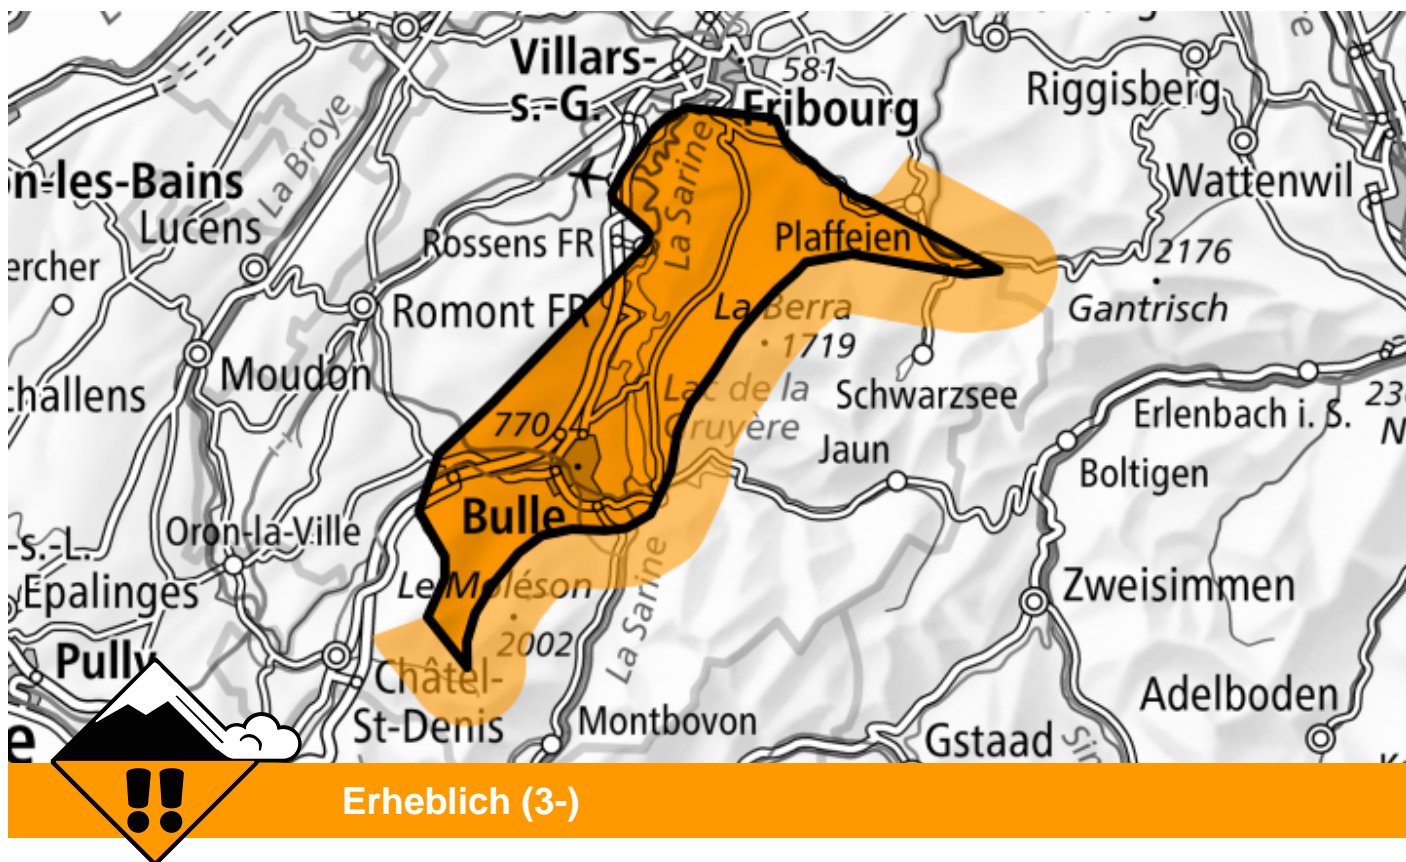 Villars-
s.-G.
581
Fribourg
Riggisberg
La Broye
La Sarine
n-les-Bains
Wattenwil
Lucens
Rossens FR
Plaffeien
2176
ercher
Romont FR
La Berra
Gantrisch
1719
Moudon
challens
Lac de la
Gruyère
Schwarzsee
Erlenbach i. S.
770
Jaun
Boltigen
Bulle
Oron-la-Ville
-s.-L.
Epalinges
Le Moléson
La Sarine
Zweisimmen
2002
Pully
Châtel-
St-Denis
Adelboden
Montbovon
Gstaad
Erheblich (3-)